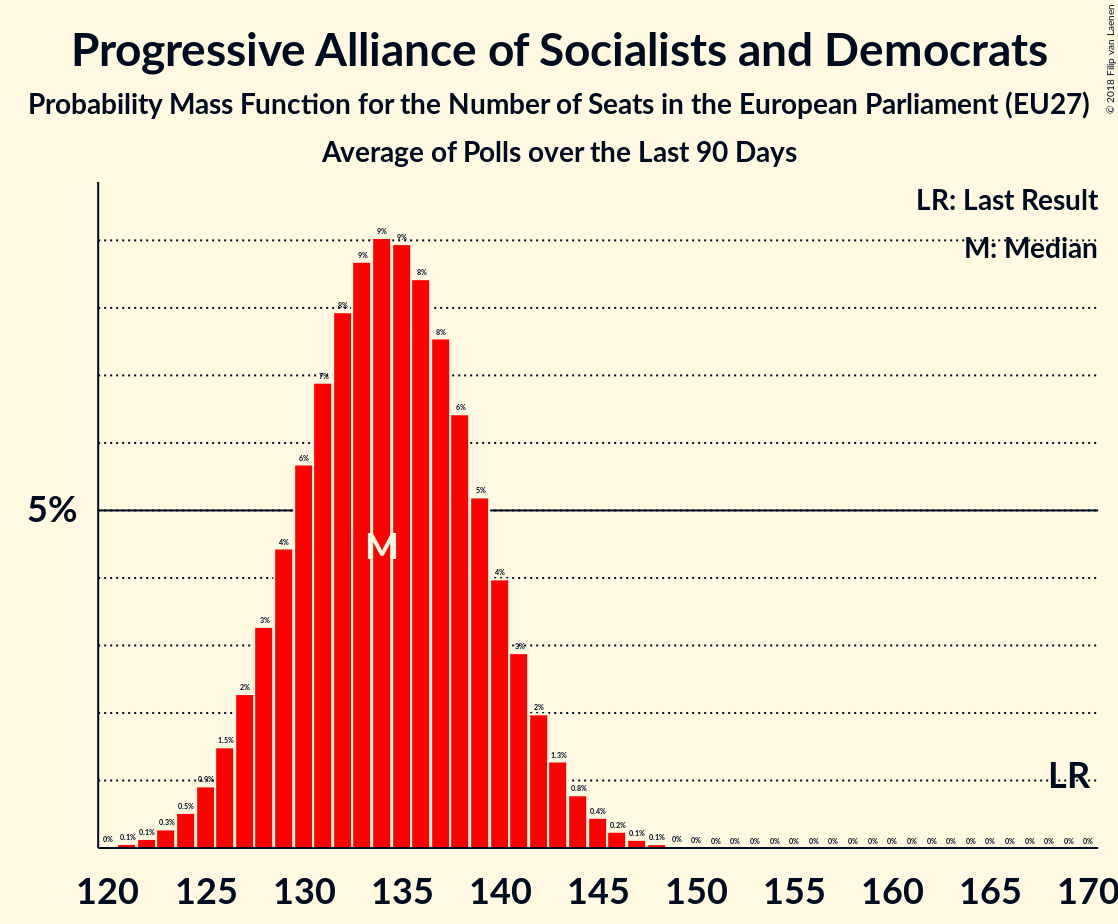 Progressive Alliance of Socialists and Democrats
Probability Mass Function for the Number of Seats in the European Parliament (EU27)
Average of Polls over the Last 90 Days
© 2018 Filip van Laenen
LR: Last Result
M: Median
5%
0% 0.1% 0.1% 0.3% 0.5% 0.9% 1.5% 2% 3% 4% 6% 7% 8% 9% 9% 9% 8% 8% 6% 5% 4% 3% 2% 1.3% 0.8% 0.4% 0.2% 0.1% 0.1% 0% 0% 0% 0% 0% 0% 0% 0% 0% 0% 0% 0% 0% 0% 0% 0% 0% 0% 0% 0% 0% 0%
M
LR
120 125 130 135 140 145 150 155 160 165 170